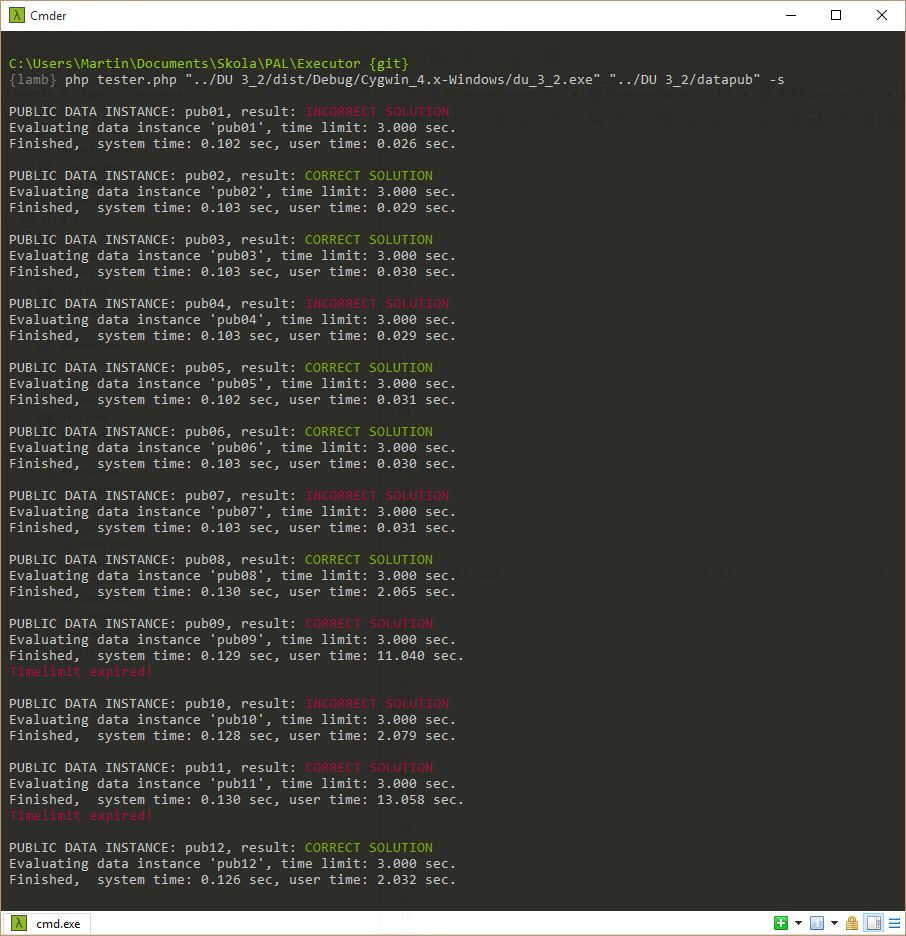 Cmder
C:\Users\Martin\Documents\Skola\PAL\Executor {git}
{lamb} php tester.php "../DU 3_2/dist/Debug/Cygwin_4.x-Windows/du_3_2.exe" "../DU 3_2/datapub" -s
PUBLIC DATA INSTANCE: pub01, result: INCORRECT SOLUTION
Evaluating data instance 'pub01', time limit: 3.000 sec.
Finished,  system time: 0.102 sec, user time: 0.026 sec.
PUBLIC DATA INSTANCE: pub02, result: CORRECT SOLUTION
Evaluating data instance 'pub02', time limit: 3.000 sec.
Finished,  system time: 0.103 sec, user time: 0.029 sec.
PUBLIC DATA INSTANCE: pub03, result: CORRECT SOLUTION
Evaluating data instance 'pub03', time limit: 3.000 sec.
Finished,  system time: 0.103 sec, user time: 0.030 sec.
PUBLIC DATA INSTANCE: pub04, result: INCORRECT SOLUTION
Evaluating data instance 'pub04', time limit: 3.000 sec.
Finished,  system time: 0.103 sec, user time: 0.029 sec.
PUBLIC DATA INSTANCE: pub05, result: CORRECT SOLUTION
Evaluating data instance 'pub05', time limit: 3.000 sec.
Finished,  system time: 0.102 sec, user time: 0.031 sec.
PUBLIC DATA INSTANCE: pub06, result: CORRECT SOLUTION
Evaluating data instance 'pub06', time limit: 3.000 sec.
Finished,  system time: 0.103 sec, user time: 0.030 sec.
PUBLIC DATA INSTANCE: pub07, result: INCORRECT SOLUTION
Evaluating data instance 'pub07', time limit: 3.000 sec.
Finished,  system time: 0.103 sec, user time: 0.031 sec.
PUBLIC DATA INSTANCE: pub08, result: CORRECT SOLUTION
Evaluating data instance 'pub08', time limit: 3.000 sec.
Finished,  system time: 0.130 sec, user time: 2.065 sec.
PUBLIC DATA INSTANCE: pub09, result: CORRECT SOLUTION
Evaluating data instance 'pub09', time limit: 3.000 sec.
Finished,  system time: 0.129 sec, user time: 11.040 sec.
Timelimit expired!
PUBLIC DATA INSTANCE: pub10, result: INCORRECT SOLUTION
Evaluating data instance 'pub10', time limit: 3.000 sec.
Finished,  system time: 0.128 sec, user time: 2.079 sec.
PUBLIC DATA INSTANCE: pub11, result: CORRECT SOLUTION
Evaluating data instance 'pub11', time limit: 3.000 sec.
Finished,  system time: 0.130 sec, user time: 13.058 sec.
Timelimit expired!
PUBLIC DATA INSTANCE: pub12, result: CORRECT SOLUTION
Evaluating data instance 'pub12', time limit: 3.000 sec.
Finished,  system time: 0.126 sec, user time: 2.032 sec.
cmd.exe